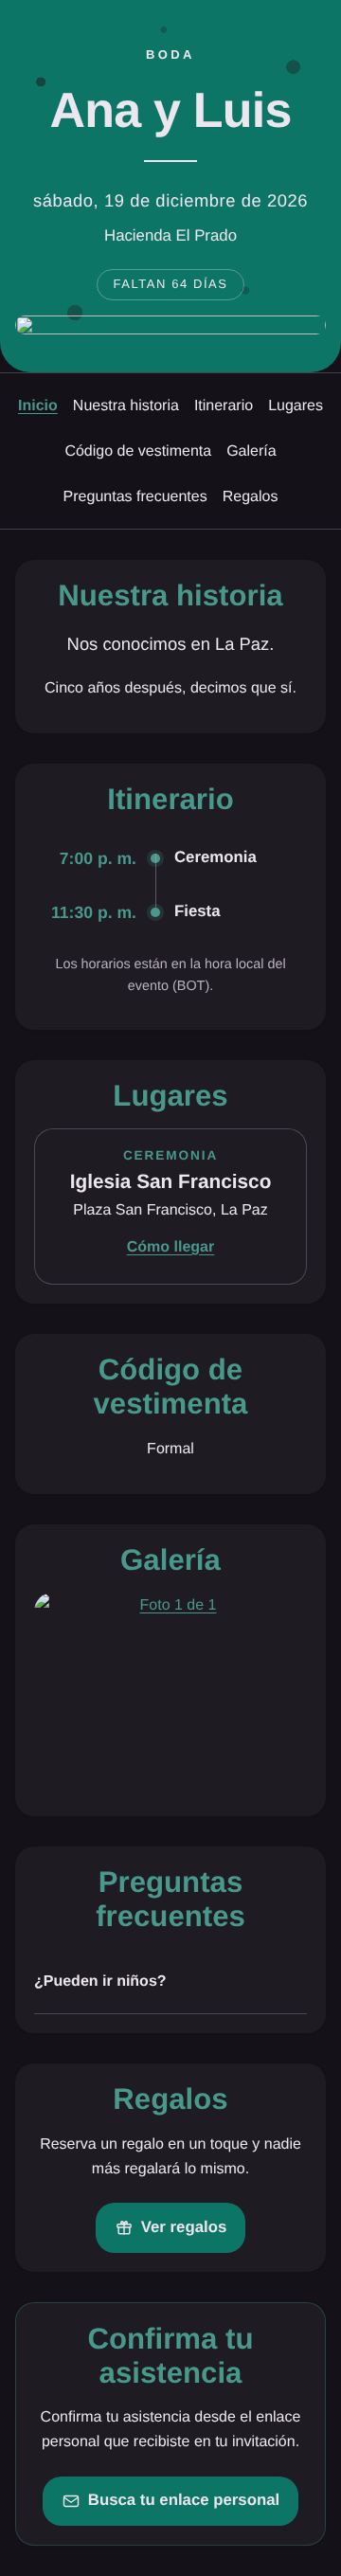 BODA
Ana y Luis
sábado, 19 de diciembre de 2026
Hacienda El Prado
FALTAN 64 DÍAS
Inicio Nuestra historia Itinerario Lugares
Código de vestimenta Galería
Preguntas frecuentes Regalos
Nuestra historia
Nos conocimos en La Paz.
Cinco años después, decimos que sí.
Itinerario
7:00 p. m. Ceremonia
11:30 p. m. Fiesta
Los horarios están en la hora local del
evento (BOT).
Lugares
CEREMONIA
Iglesia San Francisco
Plaza San Francisco, La Paz
Cómo llegar
Código de
vestimenta
Formal
Galería
Foto 1 de 1
Preguntas
frecuentes
¿Pueden ir niños?
Regalos
Reserva un regalo en un toque y nadie
más regalará lo mismo.
Ver regalos
Confirma tu
asistencia
Confirma tu asistencia desde el enlace
personal que recibiste en tu invitación.
Busca tu enlace personal